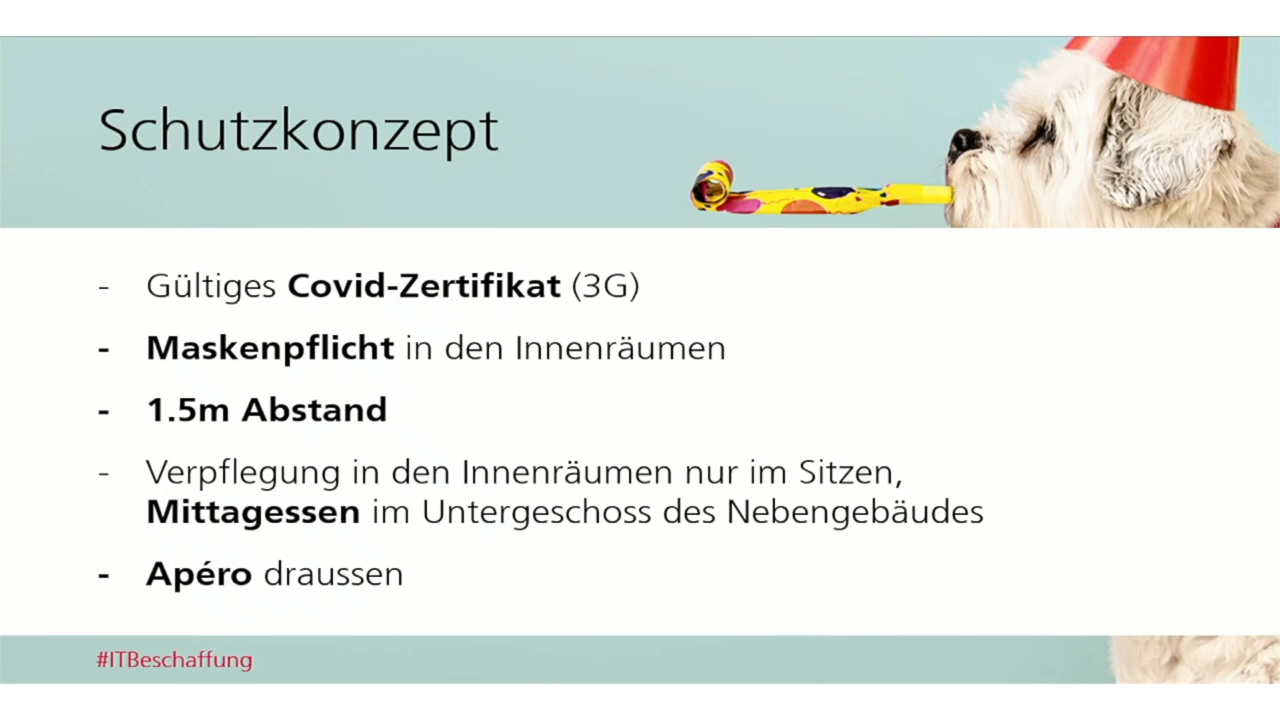 Schutzkonzept
- Gültiges Covid-Zertifikat (3G)
- Maskenpflicht in den Innenräumen
- 1.5m Abstand
- Verpflegung in den Innenräumen nur im Sitzen,
Mittagessen im Untergeschoss des Nebengebäudes
- Apéro draussen
#ITBeschaffung